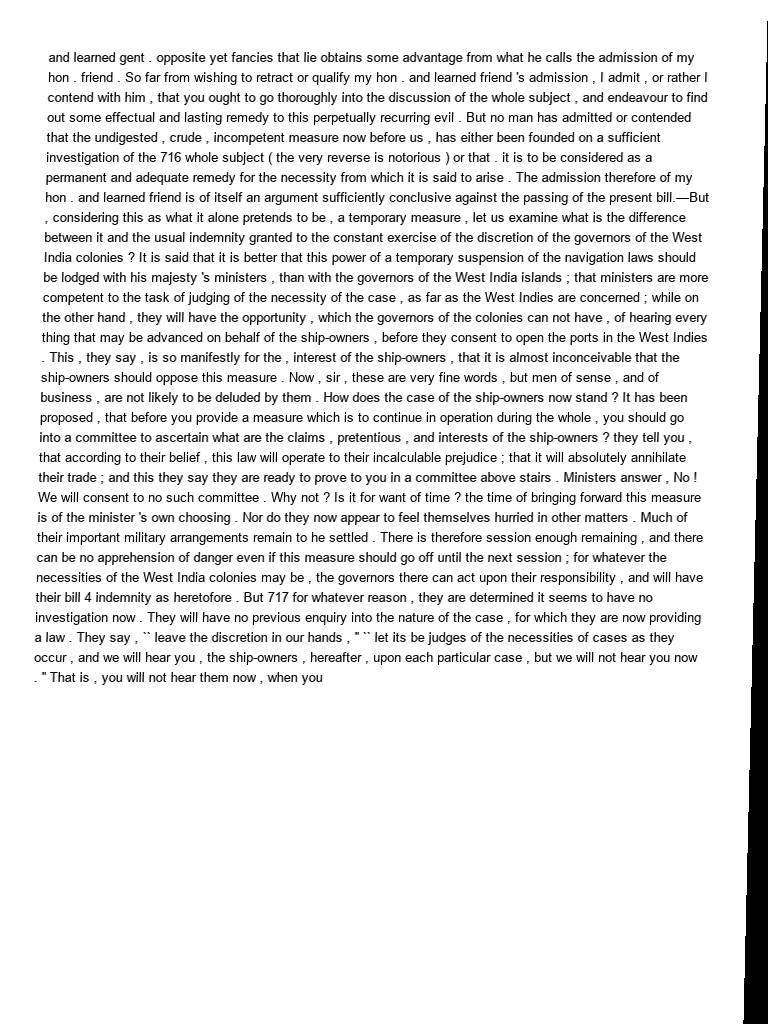 and learned gent . opposite yet fancies that lie obtains some advantage from what he calls the admission of my
hon . friend . So far from wishing to retract or qualify my hon . and learned friend 's admission , I admit , or rather I
contend with him , that you ought to go thoroughly into the discussion of the whole subject , and endeavour to find
out some effectual and lasting remedy to this perpetually recurring evil . But no man has admitted or contended
that the undigested , crude , incompetent measure now before us , has either been founded on a sufficient
investigation of the 716 whole subject ( the very reverse is notorious ) or that . it is to be considered as a
permanent and adequate remedy for the necessity from which it is said to arise . The admission therefore of my
hon . and learned friend is of itself an argument sufficiently conclusive against the passing of the present bill.—But
, considering this as what it alone pretends to be , a temporary measure , let us examine what is the difference
between it and the usual indemnity granted to the constant exercise of the discretion of the governors of the West
India colonies ? It is said that it is better that this power of a temporary suspension of the navigation laws should
be lodged with his majesty 's ministers , than with the governors of the West India islands ; that ministers are more
competent to the task of judging of the necessity of the case , as far as the West Indies are concerned ; while on
the other hand , they will have the opportunity , which the governors of the colonies can not have , of hearing every
thing that may be advanced on behalf of the ship-owners , before they consent to open the ports in the West Indies
. This , they say , is so manifestly for the , interest of the ship-owners , that it is almost inconceivable that the
ship-owners should oppose this measure . Now , sir , these are very fine words , but men of sense , and of
business , are not likely to be deluded by them . How does the case of the ship-owners now stand ? It has been
proposed , that before you provide a measure which is to continue in operation during the whole , you should go
into a committee to ascertain what are the claims , pretentious , and interests of the ship-owners ? they tell you ,
that according to their belief , this law will operate to their incalculable prejudice ; that it will absolutely annihilate
their trade ; and this they say they are ready to prove to you in a committee above stairs . Ministers answer , No !
We will consent to no such committee . Why not ? Is it for want of time ? the time of bringing forward this measure
is of the minister 's own choosing . Nor do they now appear to feel themselves hurried in other matters . Much of
their important military arrangements remain to he settled . There is therefore session enough remaining , and there
can be no apprehension of danger even if this measure should go off until the next session ; for whatever the
necessities of the West India colonies may be , the governors there can act upon their responsibility , and will have
their bill 4 indemnity as heretofore . But 717 for whatever reason , they are determined it seems to have no
investigation now . They will have no previous enquiry into the nature of the case , for which they are now providing
a law . They say , `` leave the discretion in our hands , " `` let its be judges of the necessities of cases as they
occur , and we will hear you , the ship-owners , hereafter , upon each particular case , but we will not hear you now
. " That is , you will not hear them now , when you